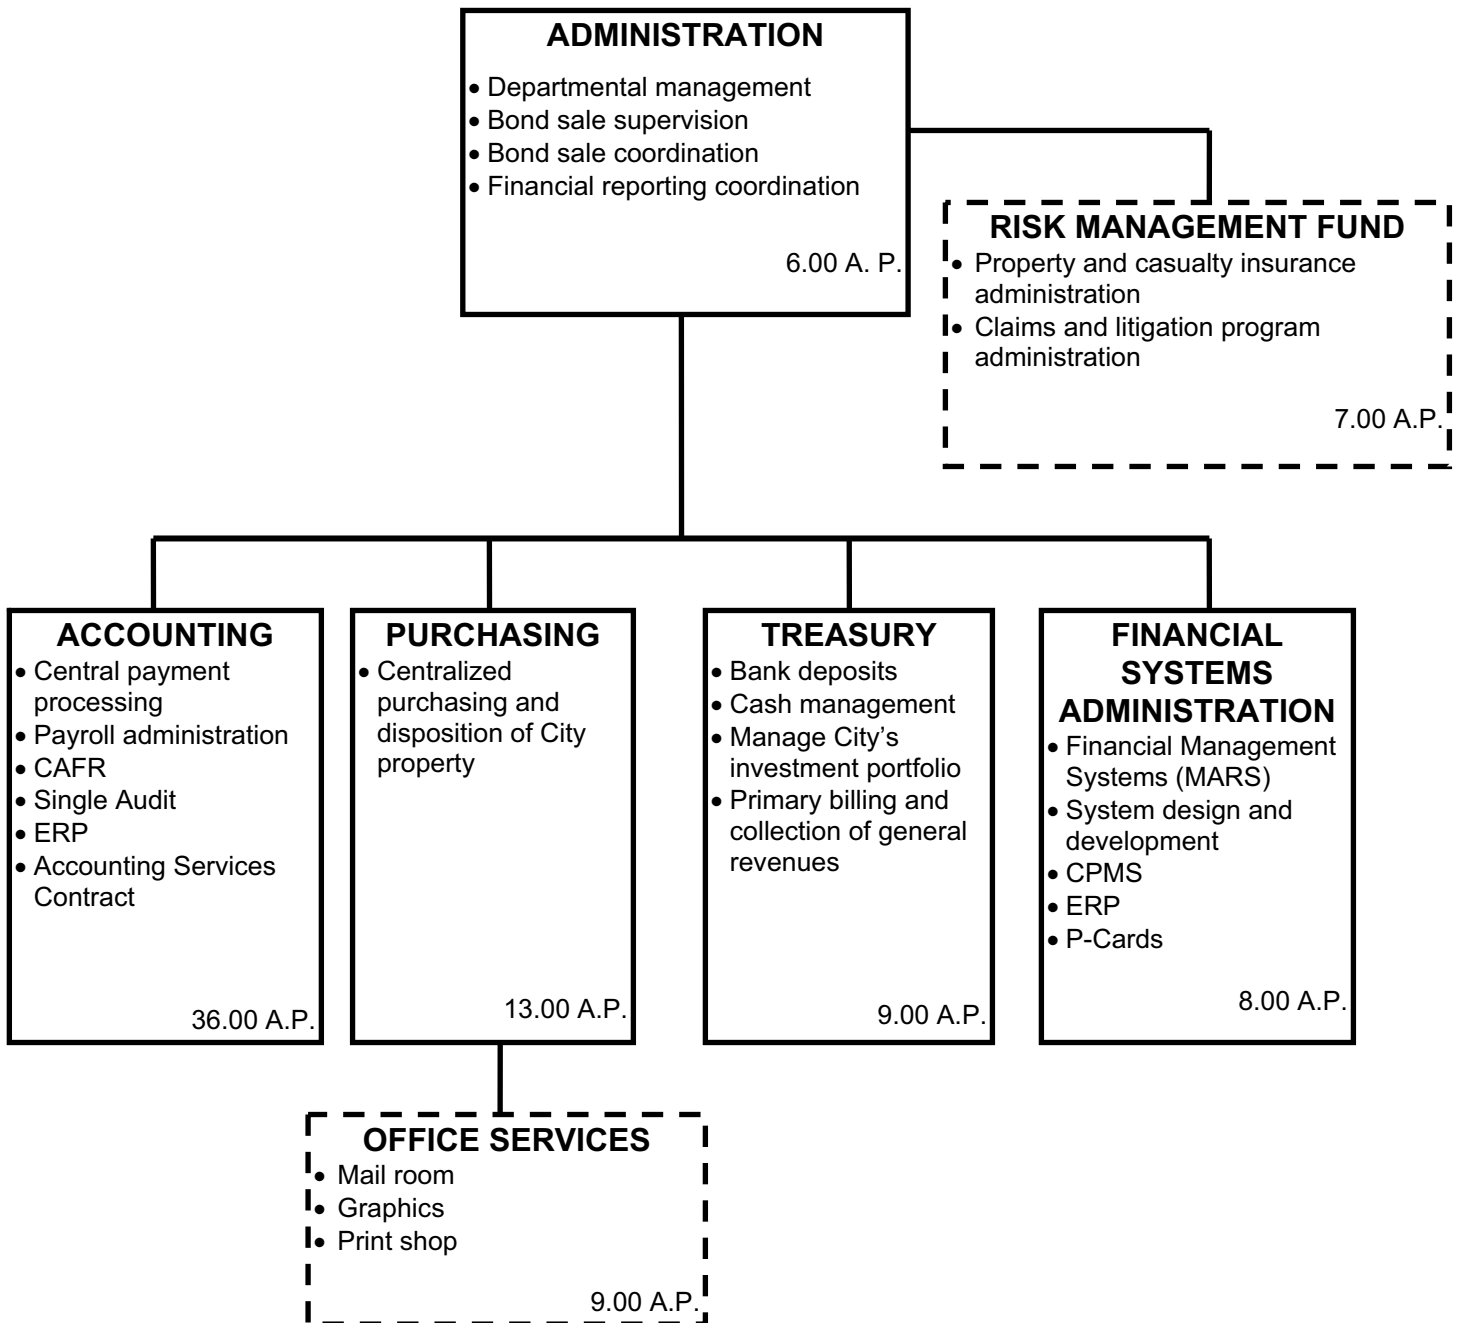 ADMINISTRATION
• Departmental management
• Bond sale supervision
• Bond sale coordination
• Financial reporting coordination
6.00 A. P.
RISK MANAGEMENT FUND
• Property and casualty insurance
administration
• Claims and litigation program
administration
7.00 A.P.
ACCOUNTING
• Central payment
processing
• Payroll administration
• CAFR
• Single Audit
• ERP
• Accounting Services
Contract
36.00 A.P.
PURCHASING
• Centralized
purchasing and
disposition of City
property
13.00 A.P.
TREASURY
• Bank deposits
• Cash management
• Manage City’s
investment portfolio
• Primary billing and
collection of general
revenues
9.00 A.P.
FINANCIAL
SYSTEMS
ADMINISTRATION
• Financial Management
Systems (MARS)
• System design and
development
• CPMS
• ERP
• P-Cards
8.00 A.P.
OFFICE SERVICES
• Mail room
• Graphics
• Print shop
9.00 A.P.